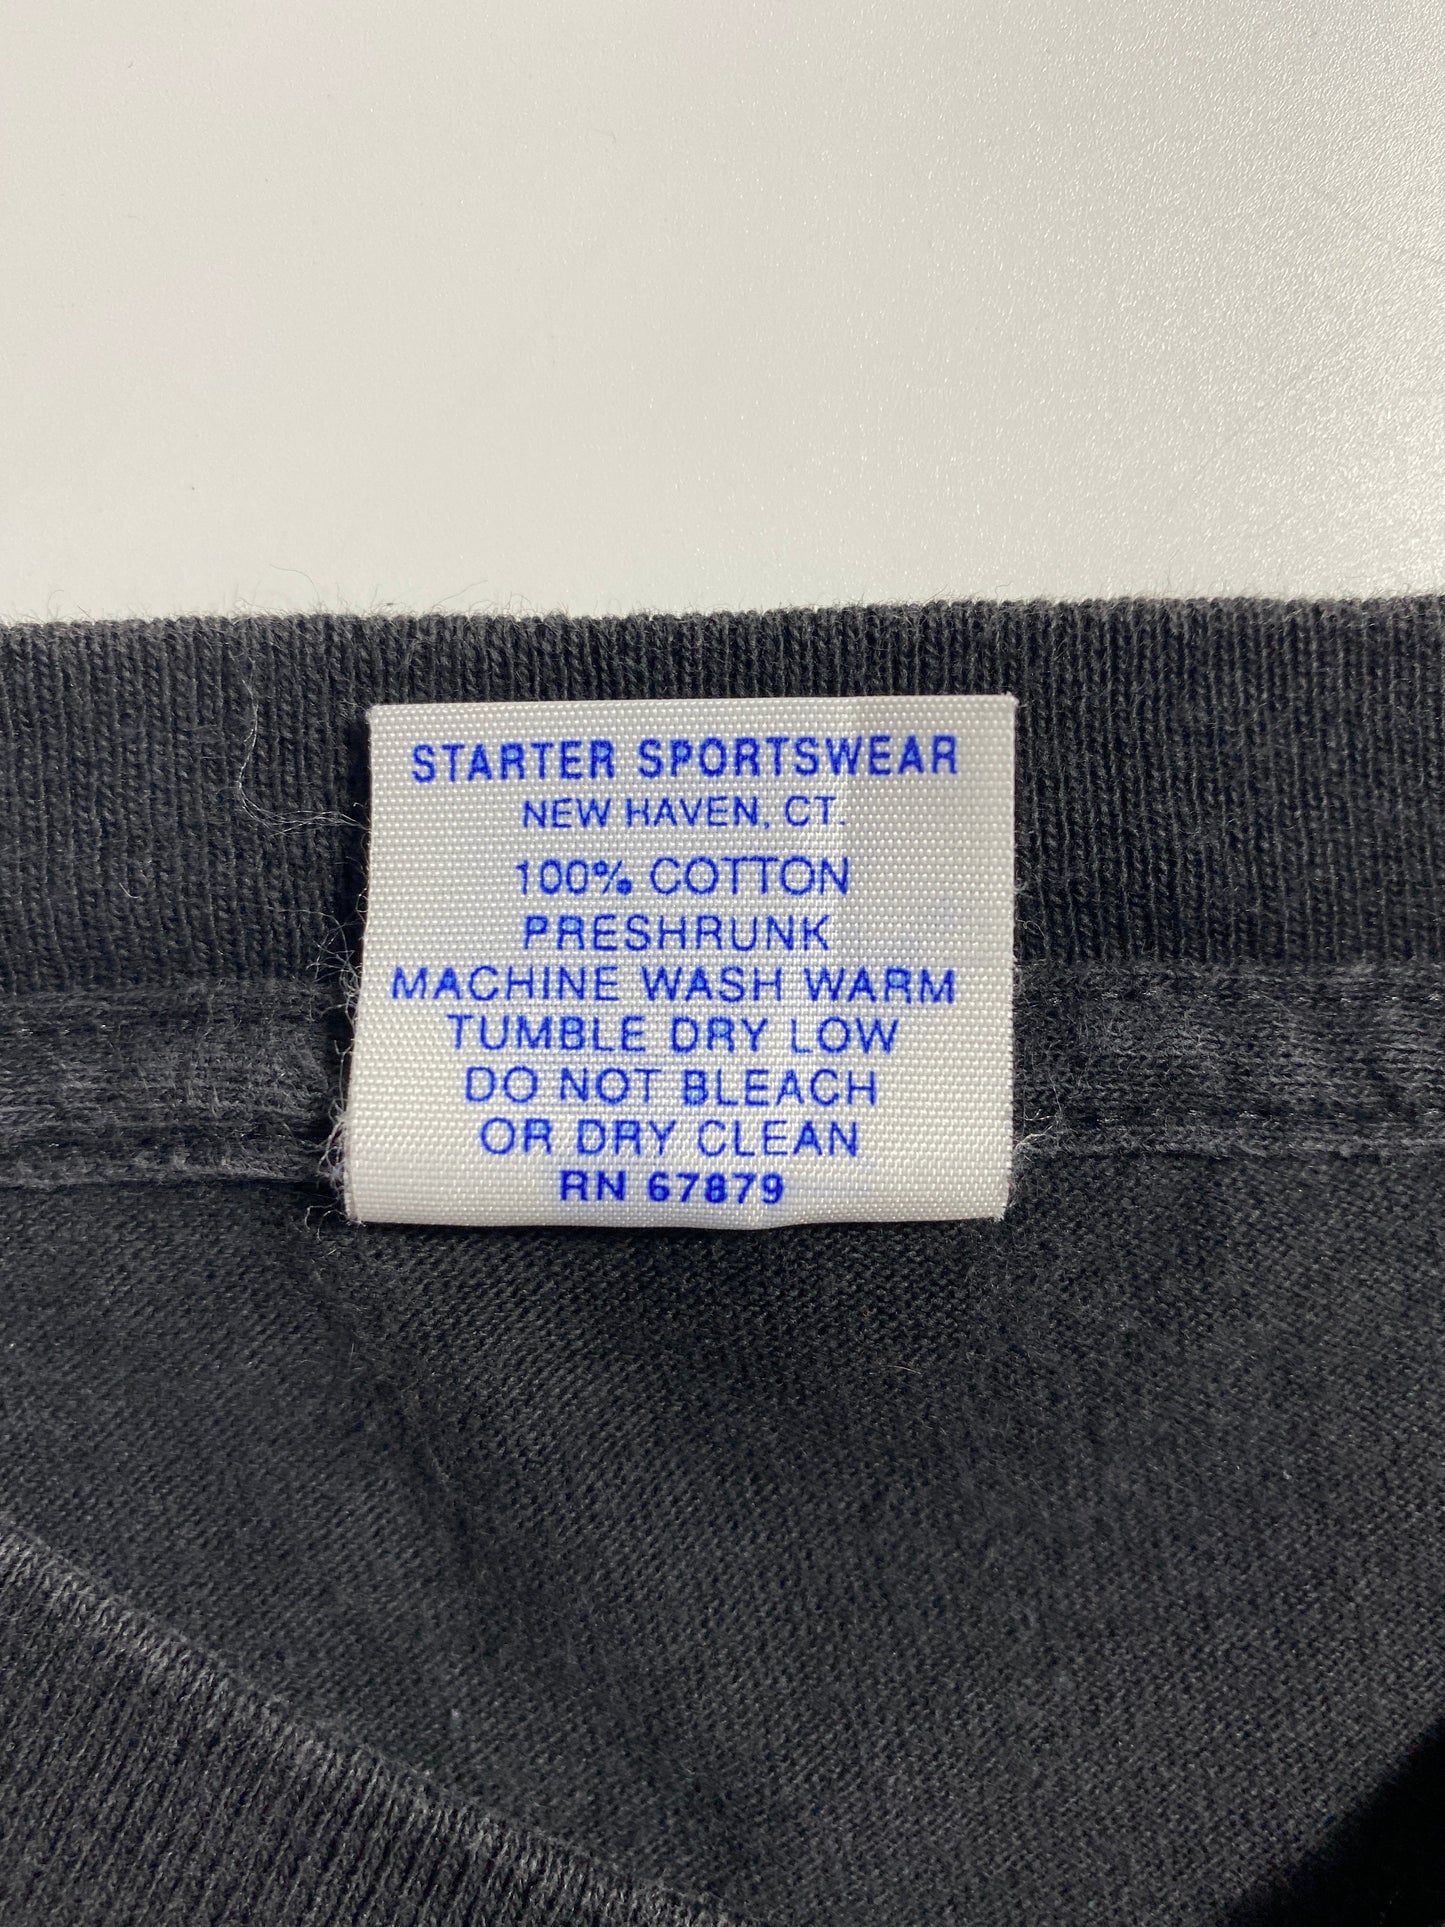 STARTER SPORTSWEAR
NEW HAVEN, CT.
100% COTTON
PRESHRUNK
MACHINE WASH WARM
TUMBLE DRY LOW
DO NOT BLEACH
OR DRY CLEAN
RN 67879